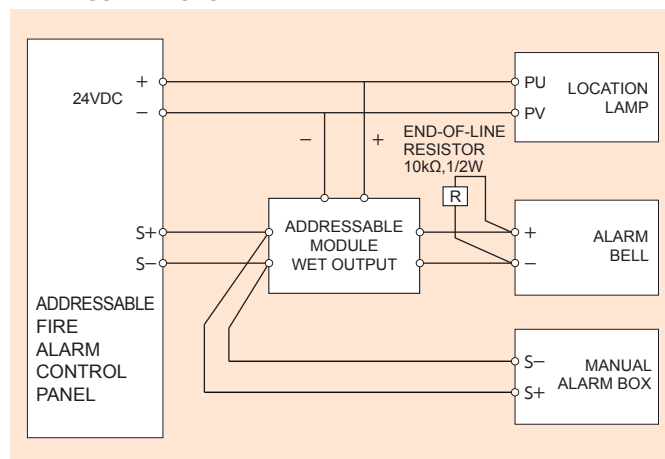 24VDC
+
−
PU
PV
LOCATION
LAMP
−
+
END-OF-LINE
RESISTOR
10kΩ,1/2W
R
S+
S−
ADDRESSABLE
MODULE
WET OUTPUT
+
−
ALARM
BELL
ADDRESSABLE
FIRE
ALARM
CONTROL
PANEL
S−
S+
MANUAL
ALARM BOX